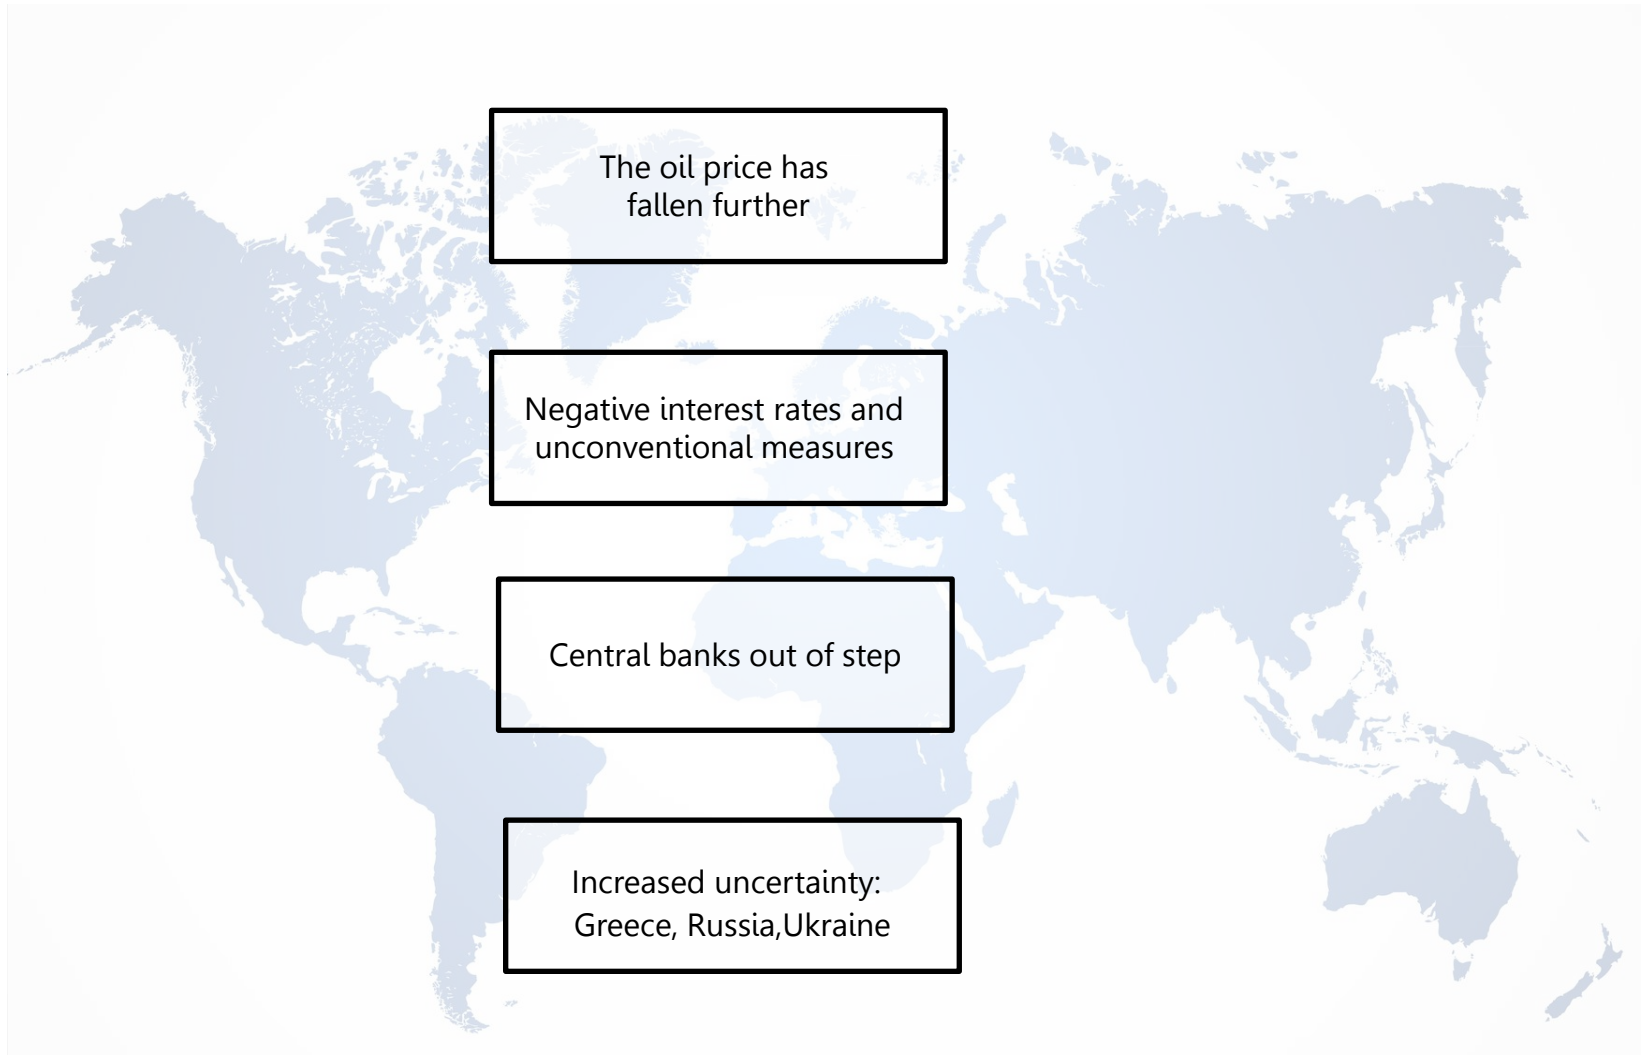 The oil price has
fallen further
Negative interest rates and
unconventional measures
Central banks out of step
Increased uncertainty:
Greece, Russia,Ukraine